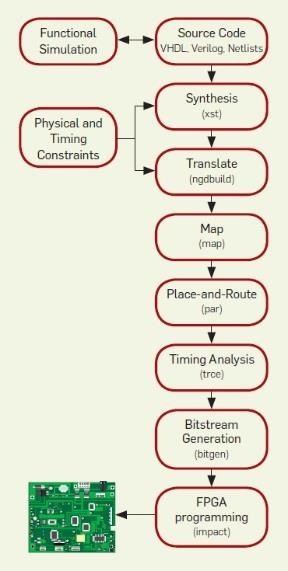 Functional
Simulation
Source Code
VHDL, Verilog, Netlists
Synthesis
(xst)
Physical and
Timing
Constraints
Translate
(ngdbuild)
Map
(map)
Place-and-Route
(par)
Timing Analysis
(trce)
Bitstream
Generation
(bitgen)
FPGA
programming
(impact)